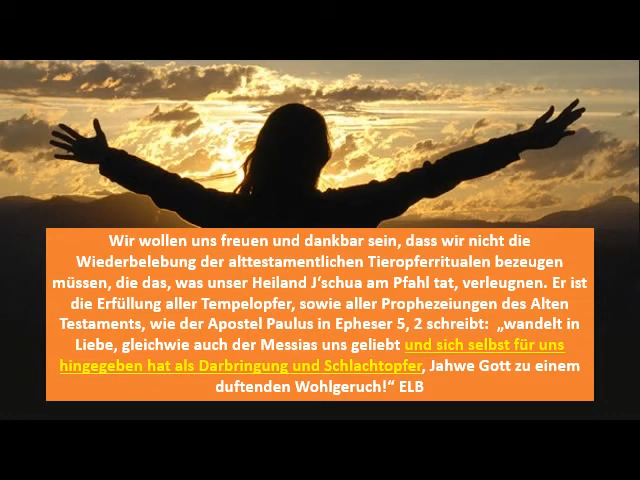 Wir wollen uns freuen und dankbar sein, dass wir nicht die
Wiederbelebung der alttestamentlichen Tieropferritualen bezeugen
müssen, die das, was unser Heiland J‘schua am Pfahl tat, verleugnen. Er ist
die Erfüllung aller Tempelopfer, sowie aller Prophezeiungen des Alten
Testaments, wie der Apostel Paulus in Epheser 5, 2 schreibt: „wandelt in
Liebe, gleichwie auch der Messias uns geliebt und sich selbst für uns
hingegeben hat als Darbringung und Schlachtopfer, Jahwe Gott zu einem
duftenden Wohlgeruch!“ ELB